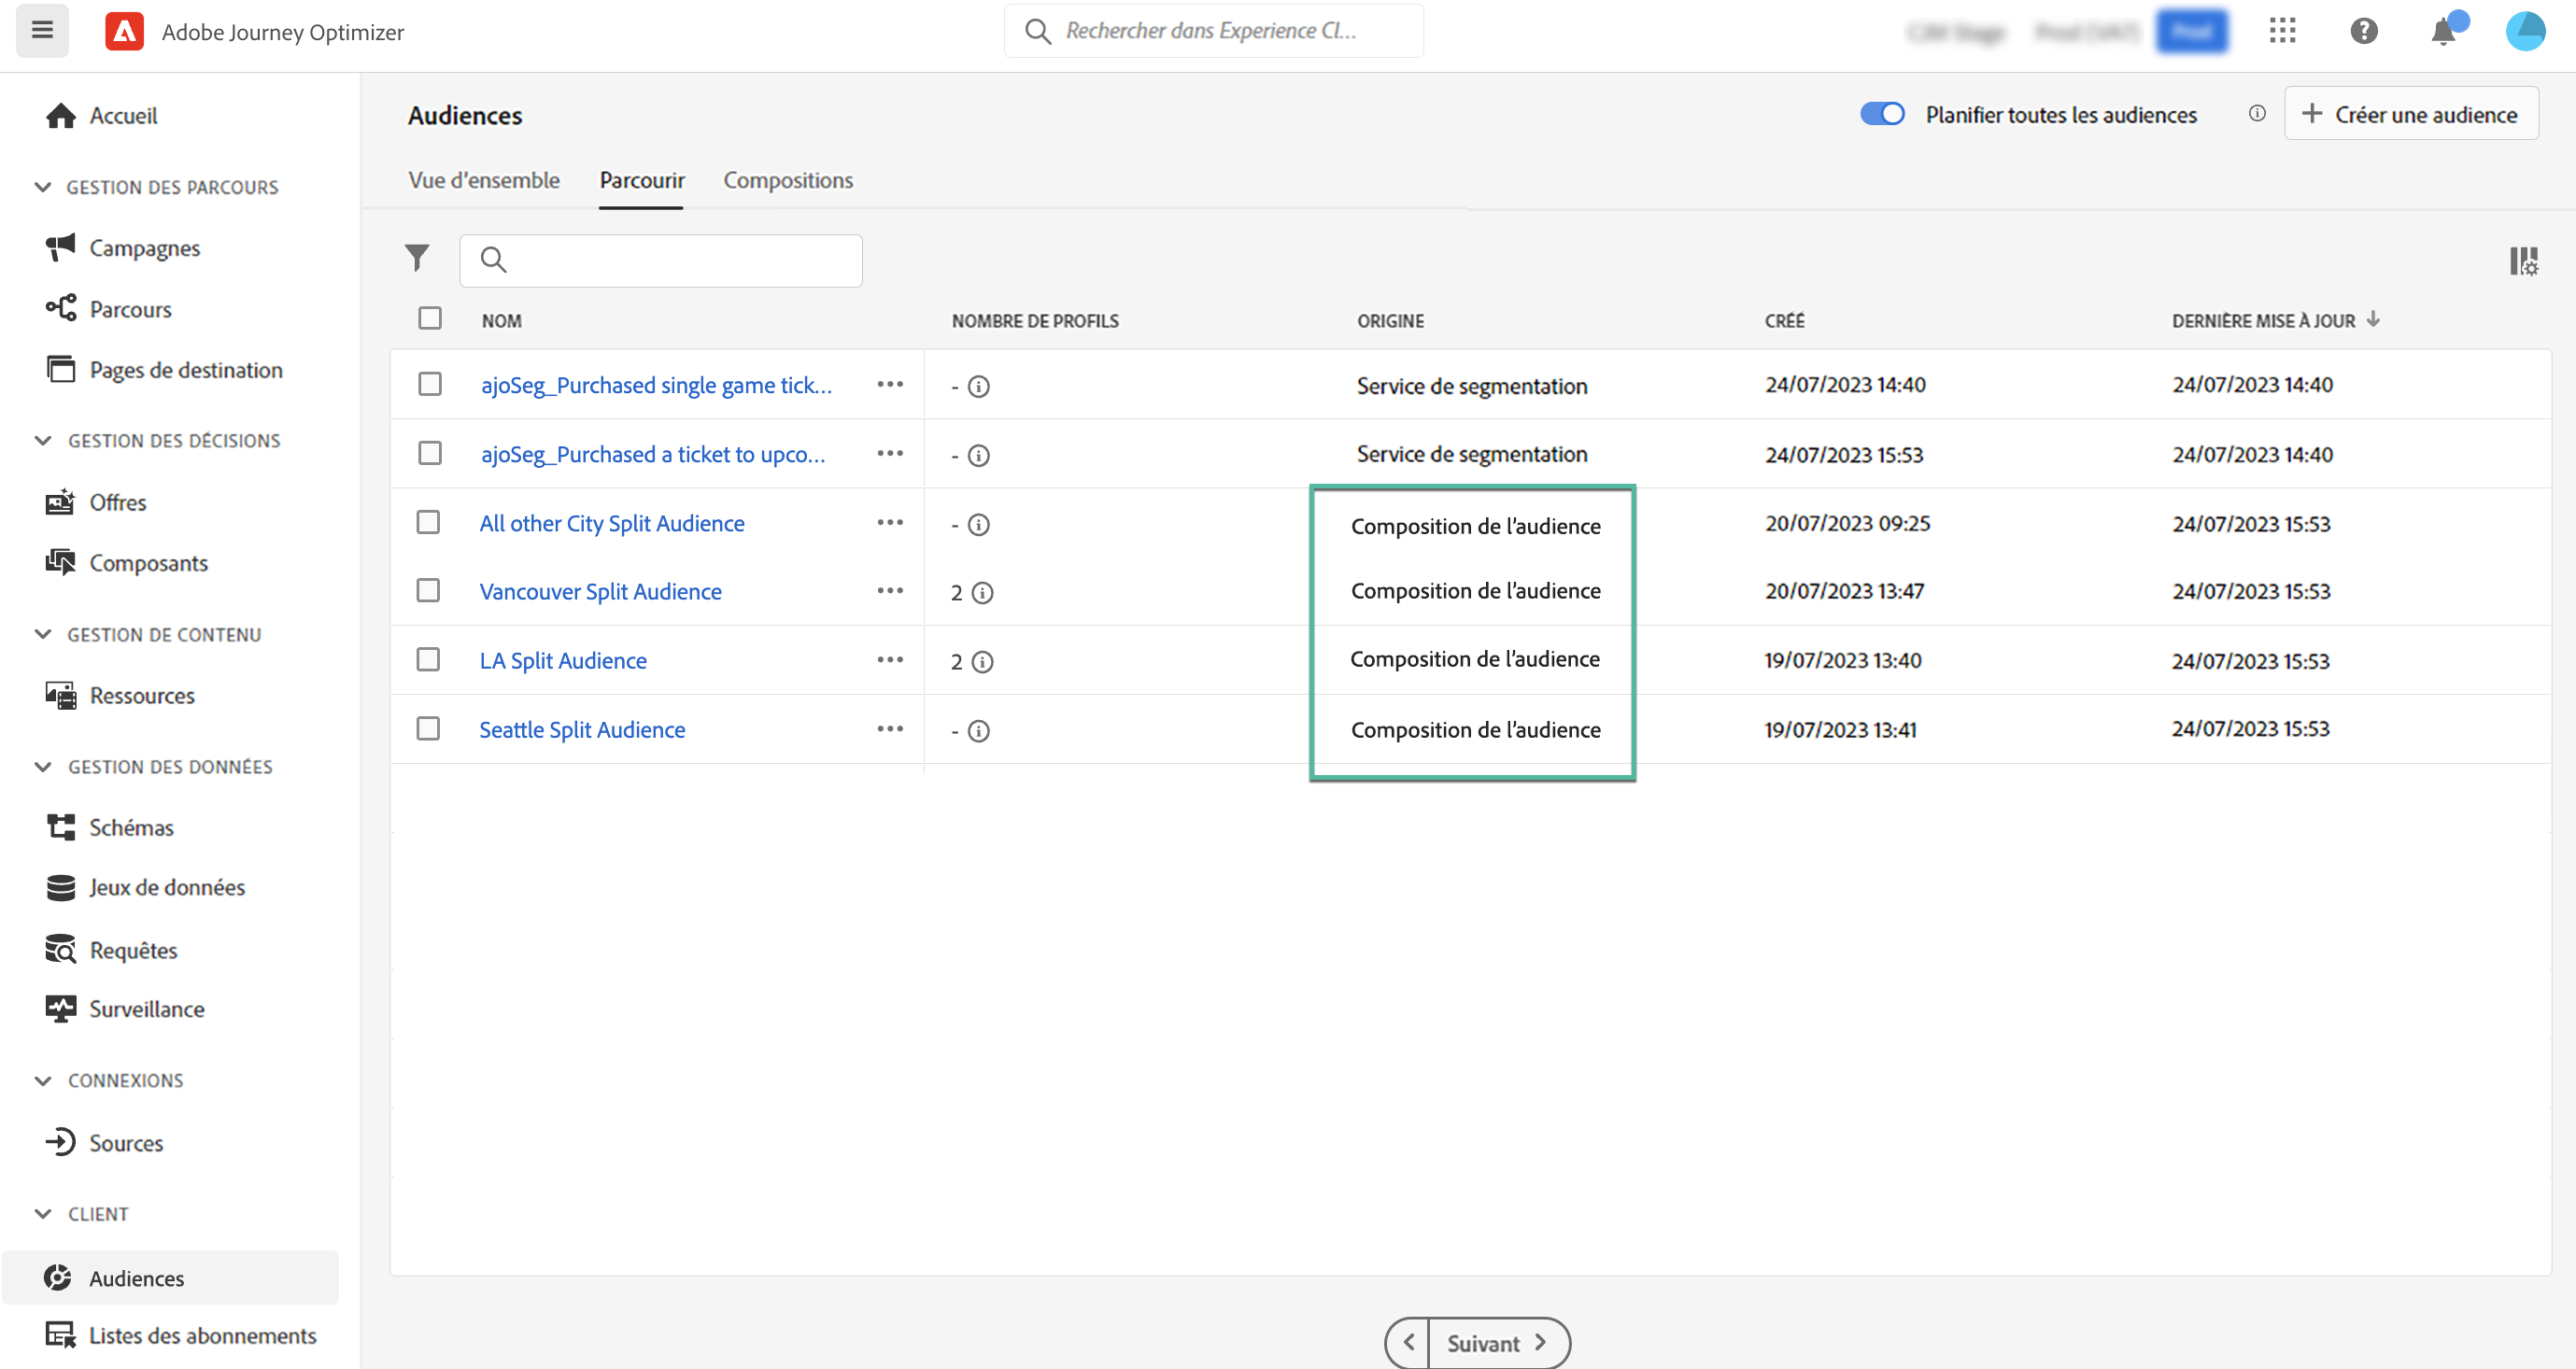 Adobe Journey Optimizer
Rechercher dans Experience Cl...
Accueil
GESTION DES PARCOURS
Campagnes
Parcours
Pages de destination
GESTION DES DÉCISIONS
Offres
Composants
GESTION DE CONTENU
Ressources
GESTION DES DONNÉES
Schémas
Jeux de données
Requêtes
Surveillance
CONNEXIONS
Sources
CLIENT
Audiences
Listes des abonnements
Audiences
Planifier toutes les audiences
Créer une audience
Vue d’ensemble Parcourir Compositions
NOM NOMBRE DE PROFILS ORIGINE CRÉÉ DERNIÈRE MISE À JOUR
ajoSeg_Purchased single game tick... - Service de segmentation 24/07/2023 14:40 24/07/2023 14:40
ajoSeg_Purchased a ticket to upco... - Service de segmentation 24/07/2023 15:53 24/07/2023 14:40
All other City Split Audience - Composition de l’audience 20/07/2023 09:25 24/07/2023 15:53
Vancouver Split Audience 2 Composition de l’audience 20/07/2023 13:47 24/07/2023 15:53
LA Split Audience 2 Composition de l’audience 19/07/2023 13:40 24/07/2023 15:53
Seattle Split Audience - Composition de l’audience 19/07/2023 13:41 24/07/2023 15:53
Suivant